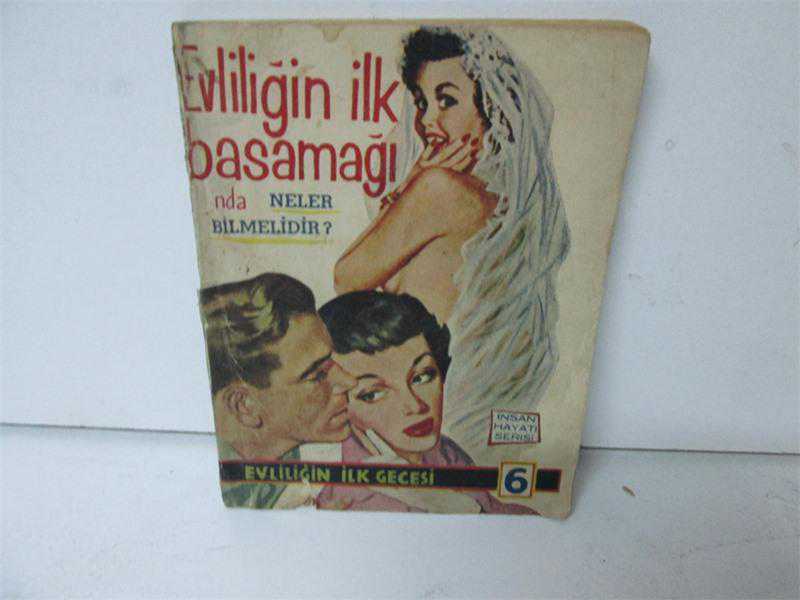 Evliliğin ilk
basamağı
nda NELER
BİLMELİDİR?
İNSAN
HAYATI
SERİSİ
EVLİLİĞİN İLK GECESİ 6